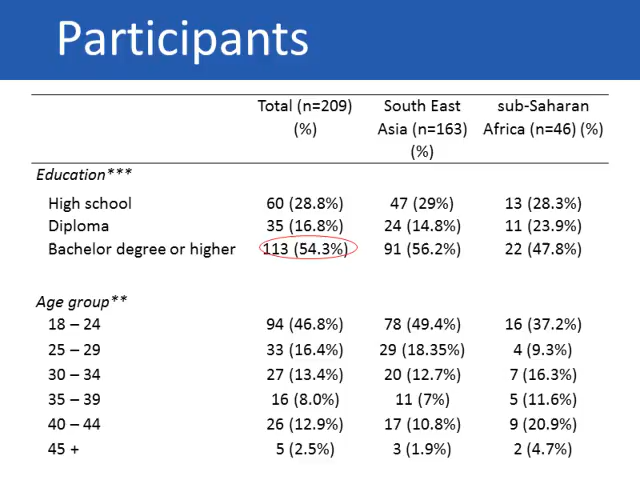 Participants
Total (n=209) South East sub-Saharan
(%) Asia (n=163) Africa (n=46) (%)
(%)
Education***
High school 60 (28.8%) 47 (29%) 13 (28.3%)
Diploma 35 (16.8%) 24 (14.8%) 11 (23.9%)
Bachelor degree or higher 113 (54.3%) 91 (56.2%) 22 (47.8%)
Age group**
18 – 24 94 (46.8%) 78 (49.4%) 16 (37.2%)
25 – 29 33 (16.4%) 29 (18.35%) 4 (9.3%)
30 – 34 27 (13.4%) 20 (12.7%) 7 (16.3%)
35 – 39 16 (8.0%) 11 (7%) 5 (11.6%)
40 – 44 26 (12.9%) 17 (10.8%) 9 (20.9%)
45 + 5 (2.5%) 3 (1.9%) 2 (4.7%)